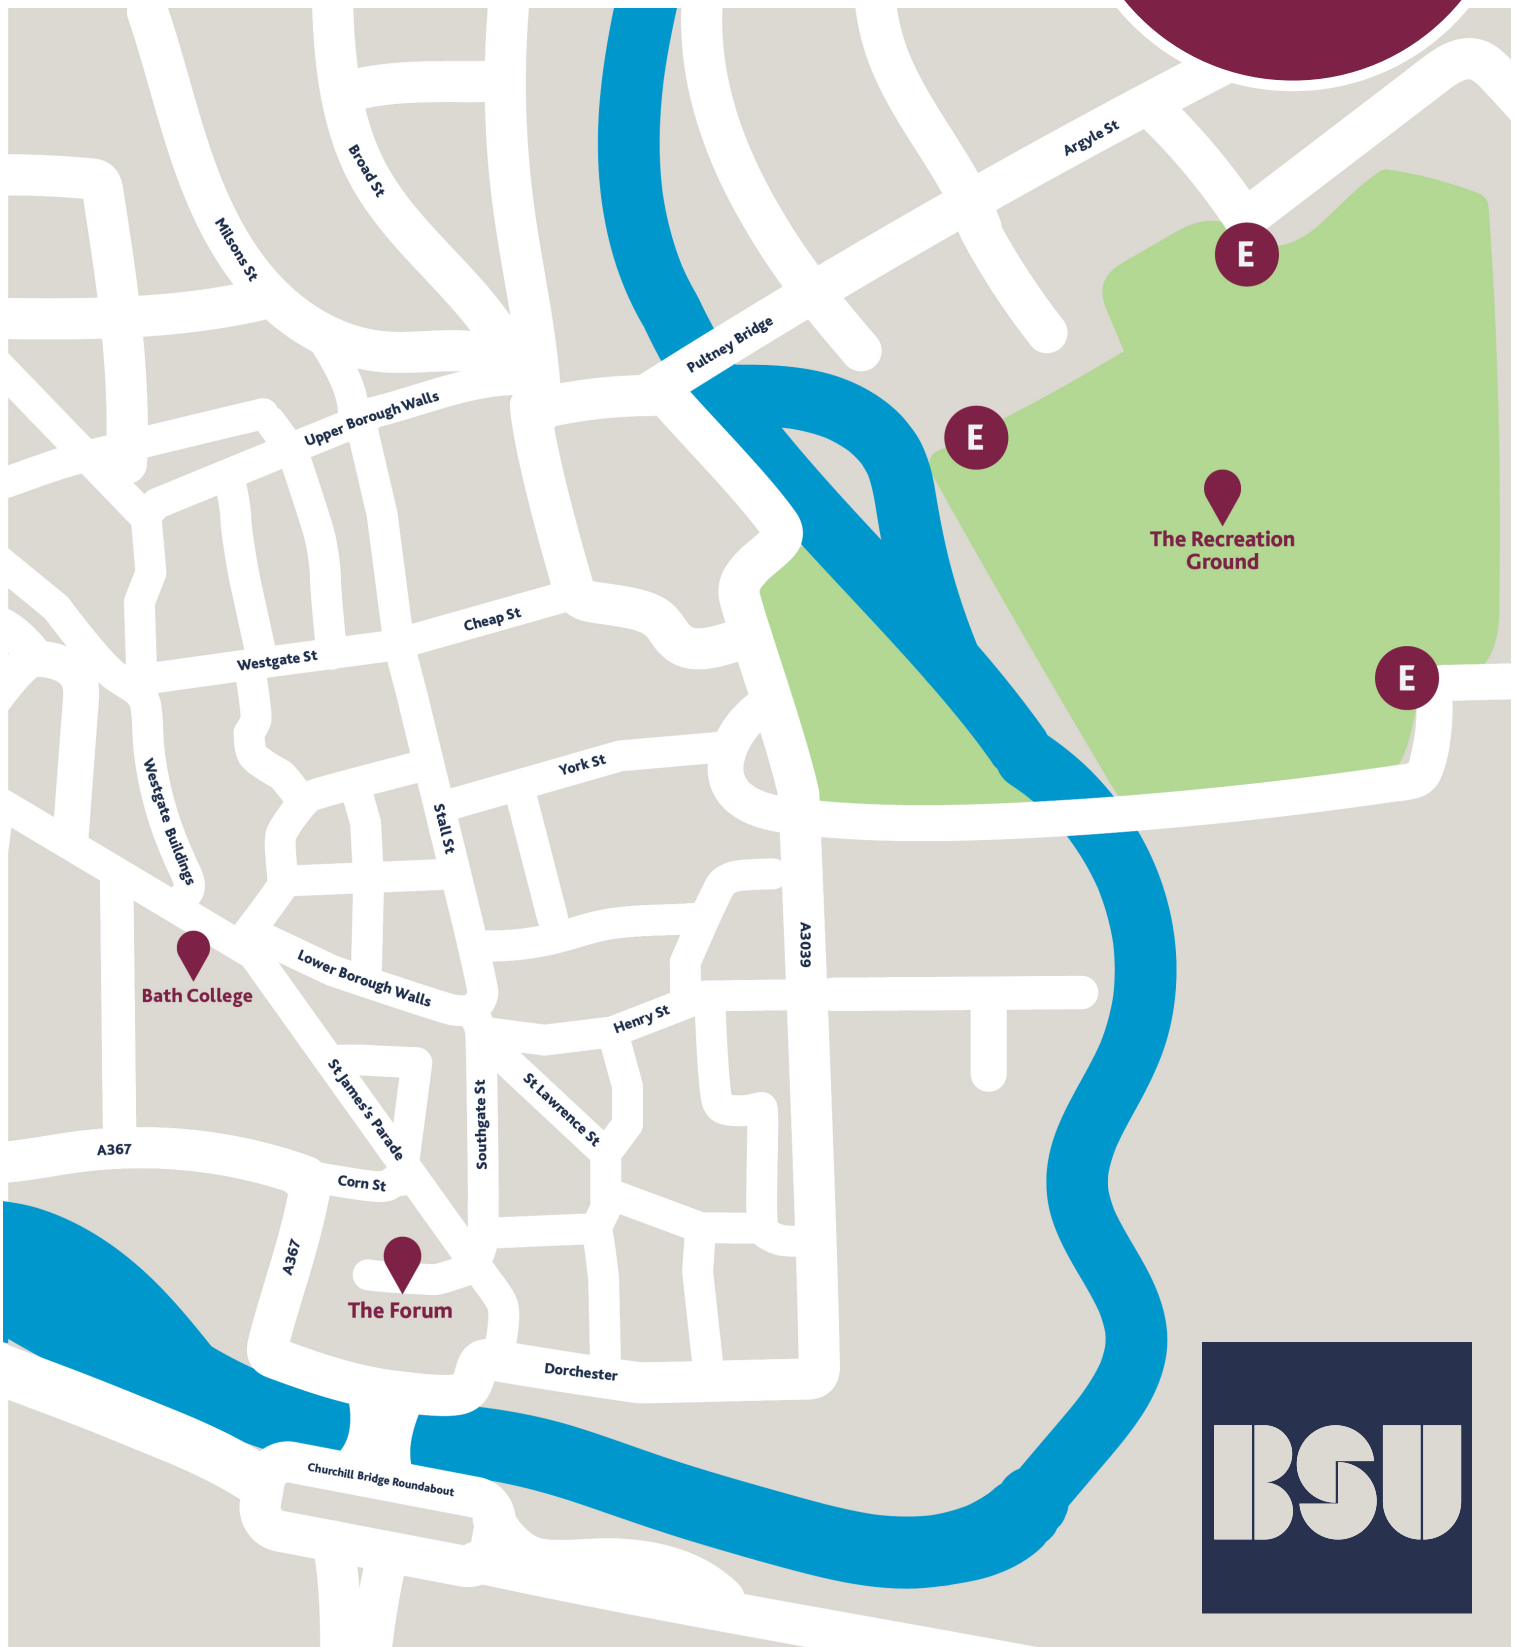 Argyle St
Broad St
Milsons St
E
Pultney Bridge
Upper Borough Walls
E
The Recreation
Ground
Cheap St
Westgate St
E
York St
Westgate Buildings
Stall St
A3039
Lower Borough Walls
Bath College
Henry St
St James's Parade
Southgate St
St Lawrence St
A367
Corn St
A367
The Forum
Dorchester
Churchill Bridge Roundabout
BSU